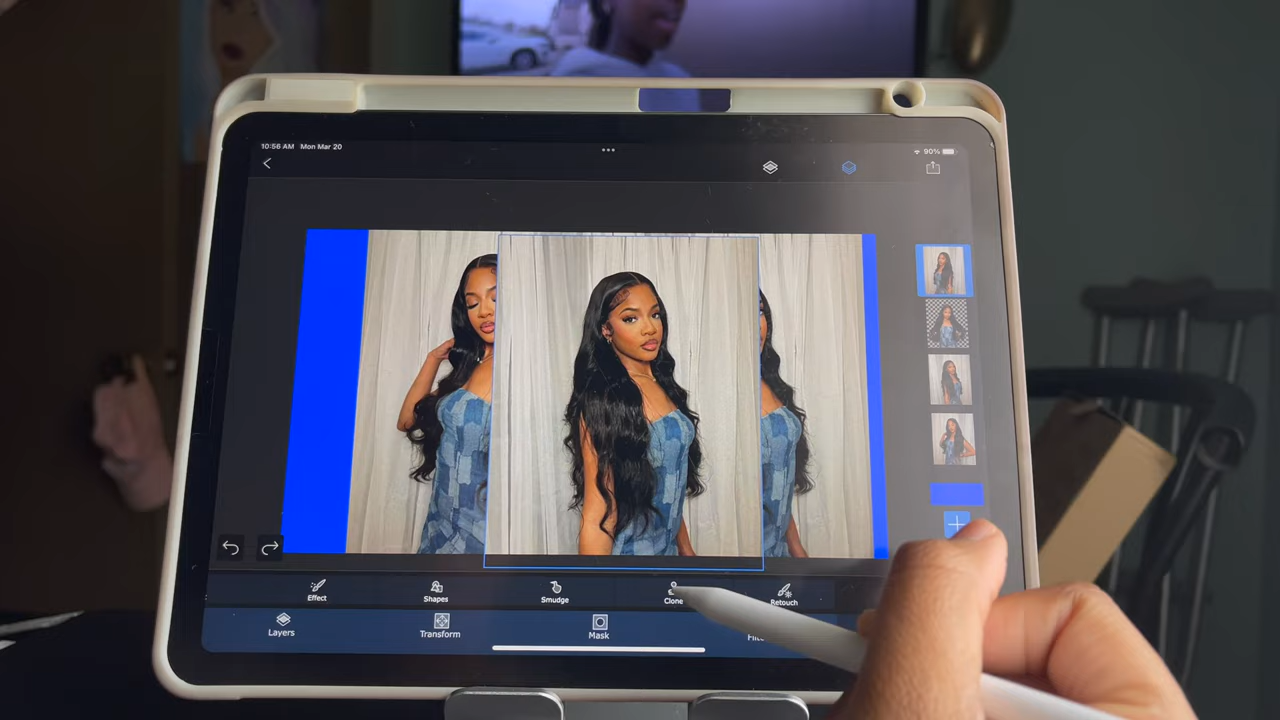 10:56 AM Mon Mar 20
90%
Effect
Shapes
Smudge
Clone
Retouch
Layers
Transform
Mask